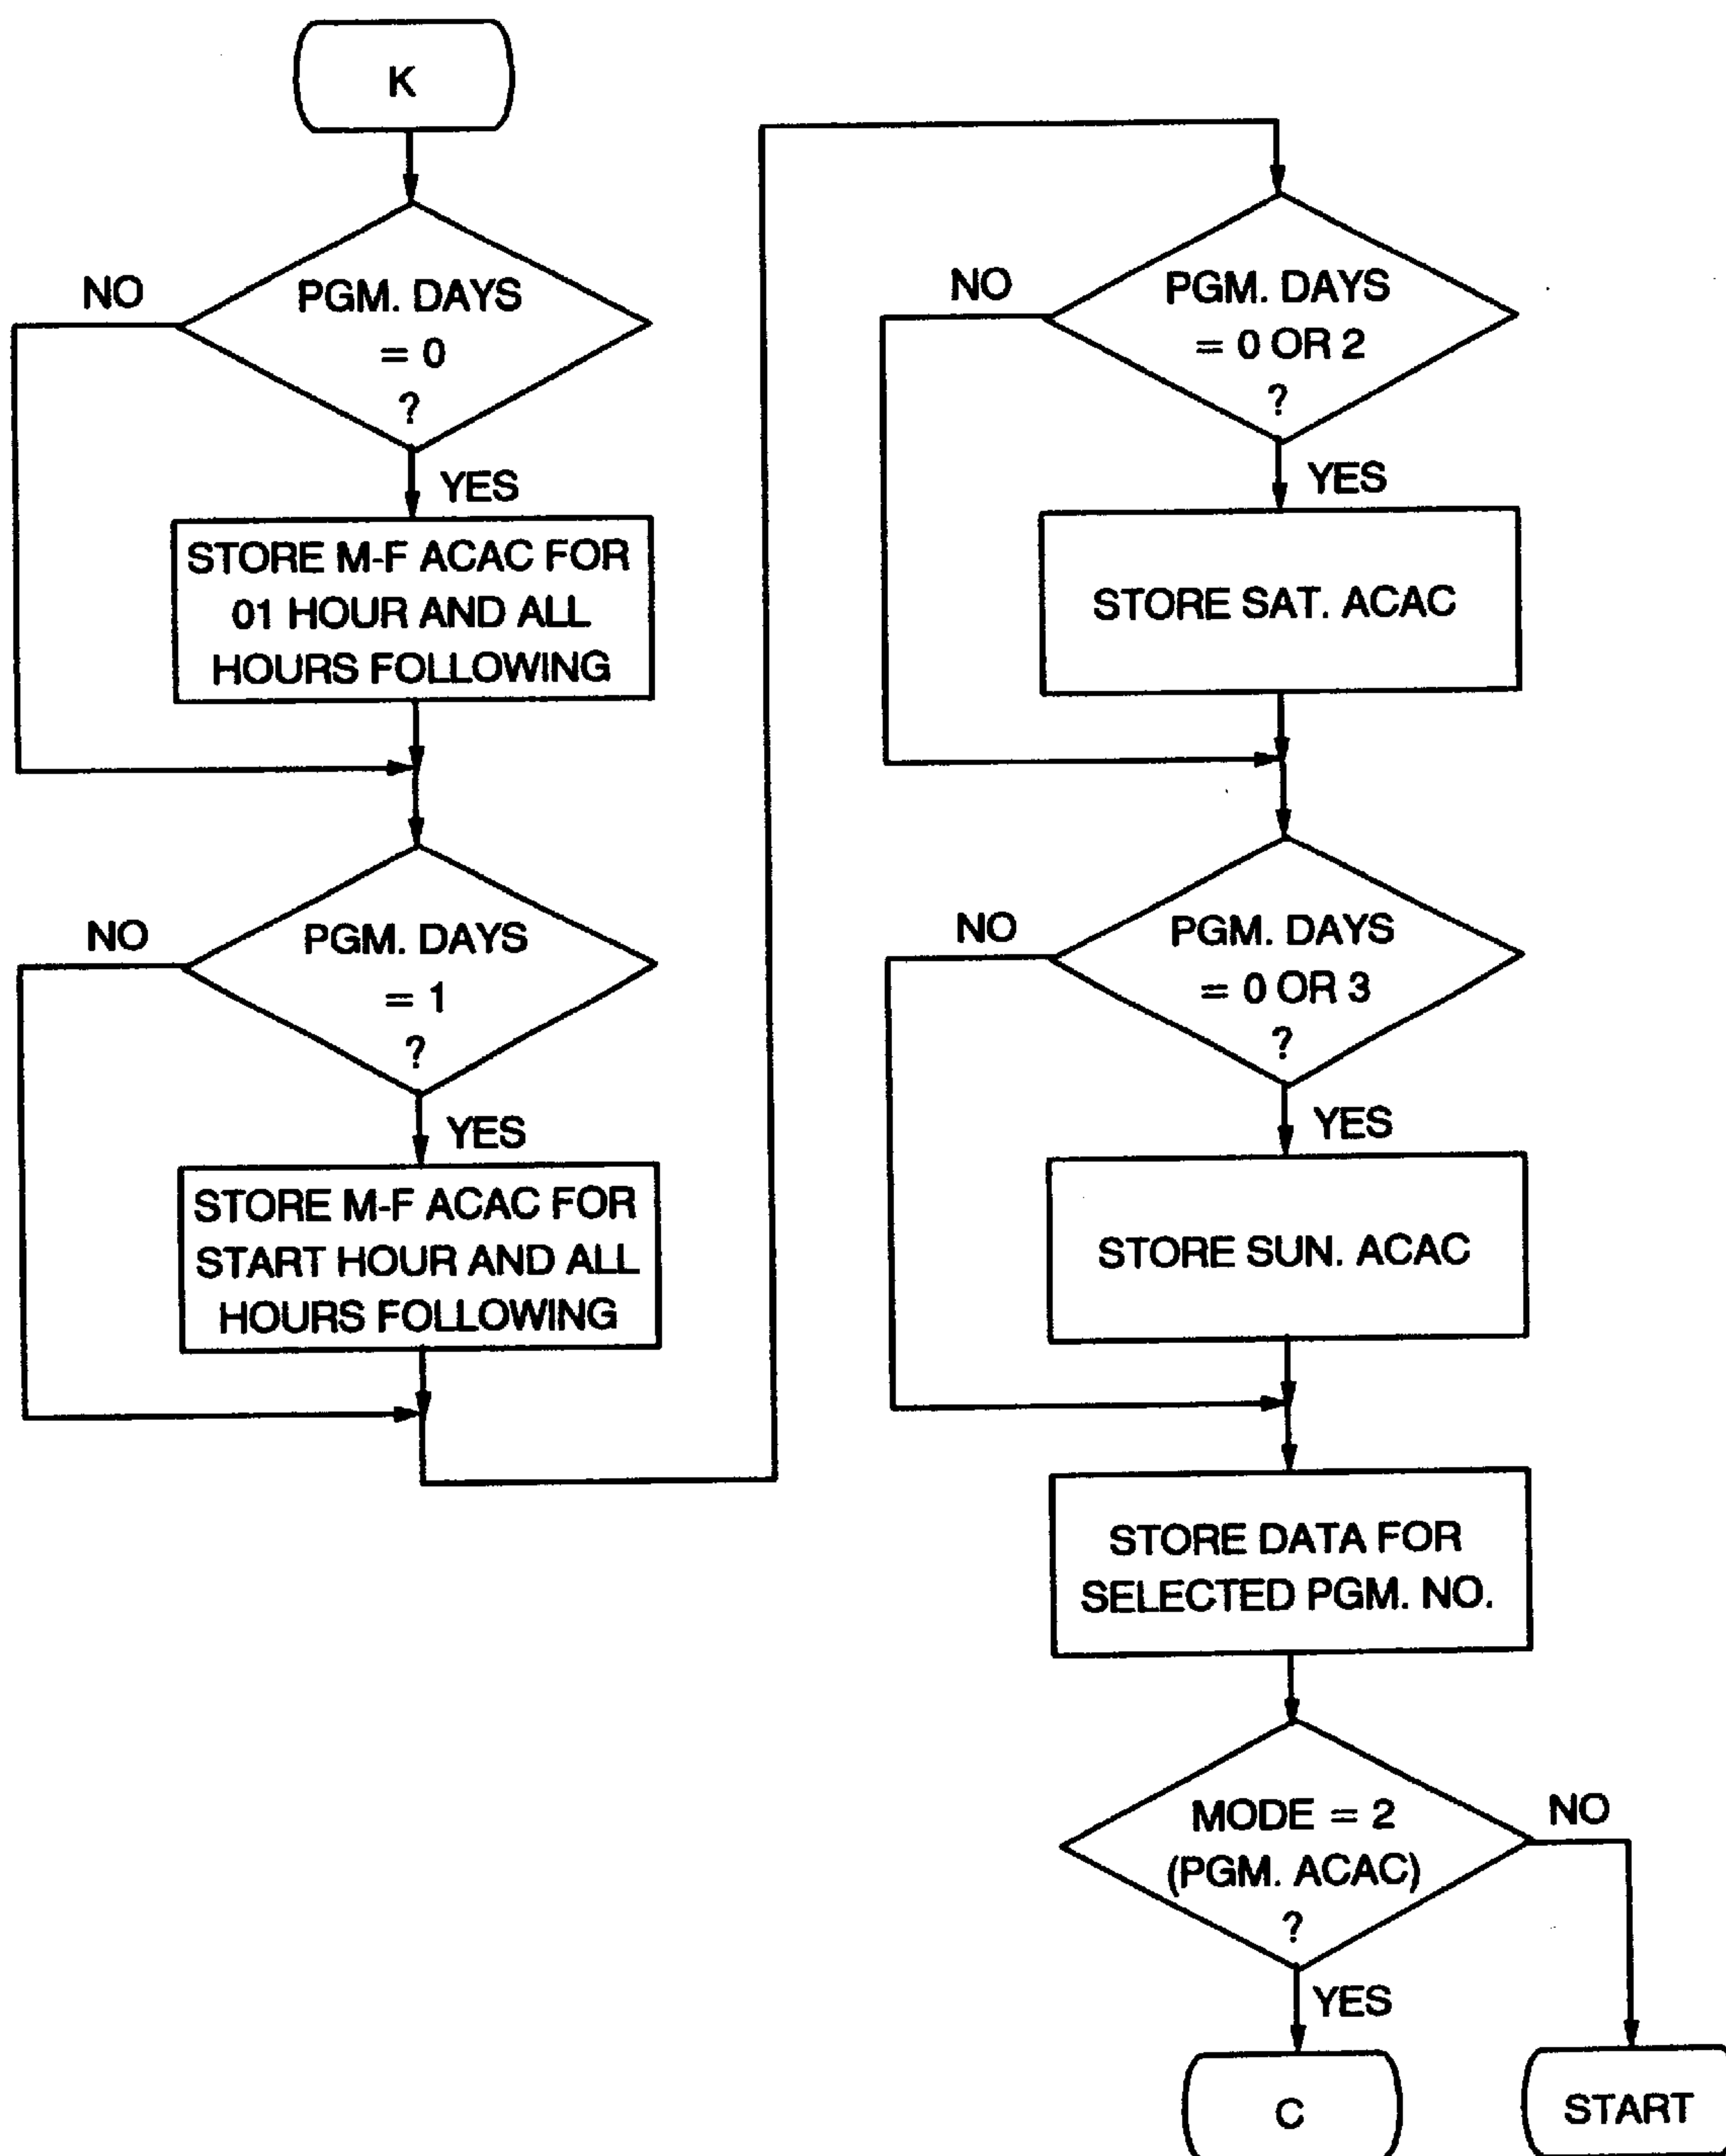 K
PGM. DAYS
= 0
?
NO
YES
STORE M-F ACAC FOR
01 HOUR AND ALL
HOURS FOLLOWING
PGM. DAYS
= 1
?
NO
YES
STORE M-F ACAC FOR
START HOUR AND ALL
HOURS FOLLOWING
PGM. DAYS
= 0 OR 2
?
NO
YES
STORE SAT. ACAC
PGM. DAYS
= 0 OR 3
?
NO
YES
STORE SUN. ACAC
STORE DATA FOR
SELECTED PGM. NO.
MODE = 2
(PGM. ACAC)
?
NO
YES
C
START